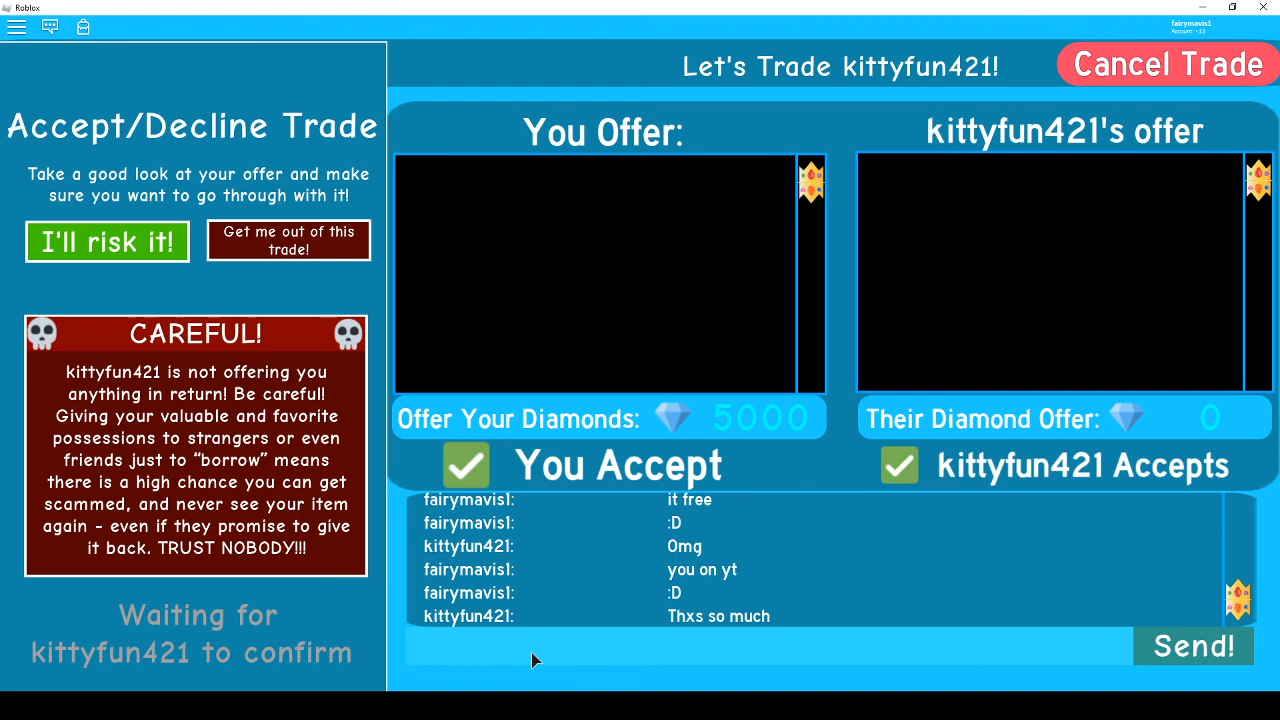 Roblox
fairymavis1
Account: <13
Let's Trade kittyfun421!
Cancel Trade
Accept/Decline Trade
Take a good look at your offer and make
sure you want to go through with it!
I'll risk it!
Get me out of this
trade!
CAREFUL!
kittyfun421 is not offering you
anything in return! Be careful!
Giving your valuable and favorite
possessions to strangers or even
friends just to “borrow” means
there is a high chance you can get
scammed, and never see your item
again - even if they promise to give
it back. TRUST NOBODY!!!
Waiting for
kittyfun421 to confirm
You Offer:
kittyfun421's offer
Offer Your Diamonds: 5000
Their Diamond Offer: 0
You Accept
kittyfun421 Accepts
fairymavis1: it free
fairymavis1: :D
kittyfun421: Omg
fairymavis1: you on yt
fairymavis1: :D
kittyfun421: Thxs so much
Send!